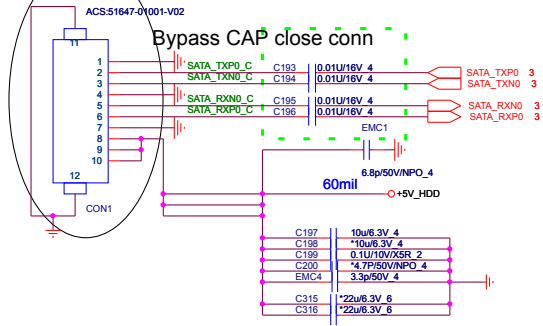 ACS:51647-01001-V02
Bypass CAP close conn
11
1
2
3
4
5
6
7
8
9
10
12
CON1
SATA_TXP0_C
SATA_TXN0_C
SATA_RXN0_C
SATA_RXP0_C
C193 0.01U/16V_4
C194 0.01U/16V_4
C195 0.01U/16V_4
C196 0.01U/16V_4
SATA_TXP0 3
SATA_TXN0 3
SATA_RXN0 3
SATA_RXP0 3
EMC1
6.8p/50V/NPO_4
60mil
+5V_HDD
C197 10u/6.3V_4
C198 *10u/6.3V_4
C199 0.1U/10V/X5R_2
C200 *4.7P/50V/NPO_4
EMC4 3.3p/50V_4
C315 *22u/6.3V_6
C316 *22u/6.3V_6